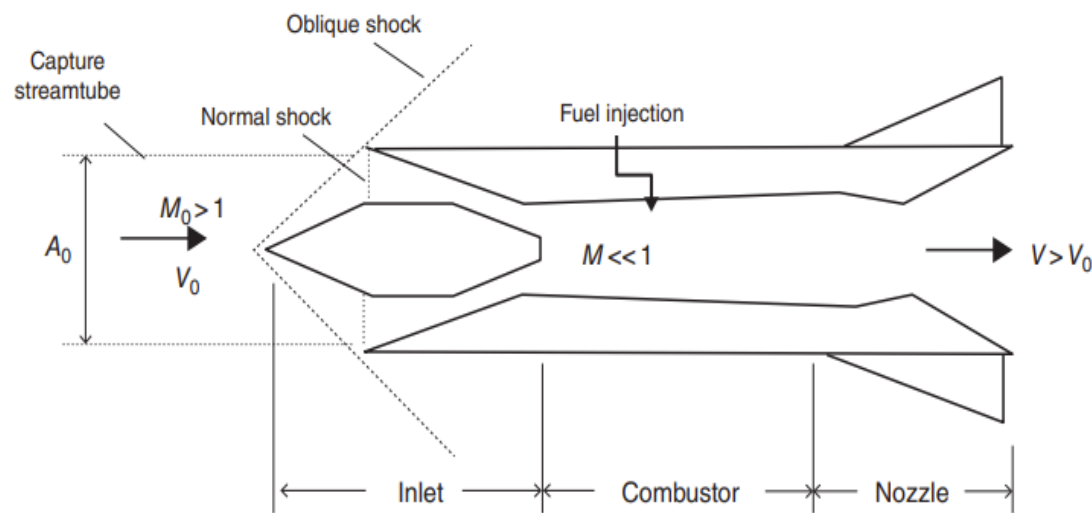 Oblique shock
Capture
streamtube
Normal shock
Fuel injection
M₀>1
A₀
V₀
M<<1
V>V₀
Inlet
Combustor
Nozzle